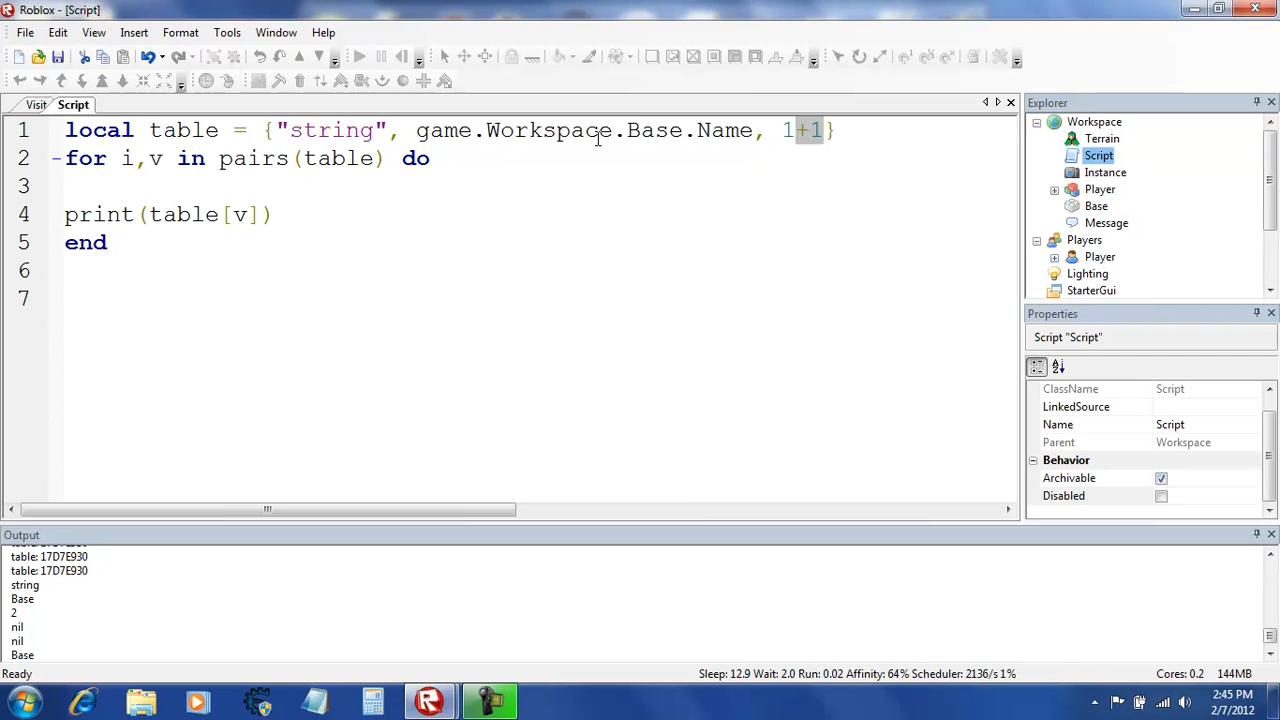 Roblox - [Script]
File Edit View Insert Format Tools Window Help
Visit Script
1 local table = {"string", game.Workspace.Base.Name, 1+1}
2 -for i,v in pairs(table) do
3
4 print(table[v])
5 end
6
7
Explorer
Workspace
Terrain
Script
Instance
Player
Base
Message
Players
Player
Lighting
StarterGui
Properties
Script "Script"
ClassName Script
LinkedSource
Name Script
Parent Workspace
Behavior
Archivable
Disabled
Output
table: 17D7E930
table: 17D7E930
string
Base
2
nil
nil
Base
Ready
Sleep: 12.9 Wait: 2.0 Run: 0.02 Affinity: 64% Scheduler: 2136/s 1%
Cores: 0.2 144MB
2:45 PM
2/7/2012